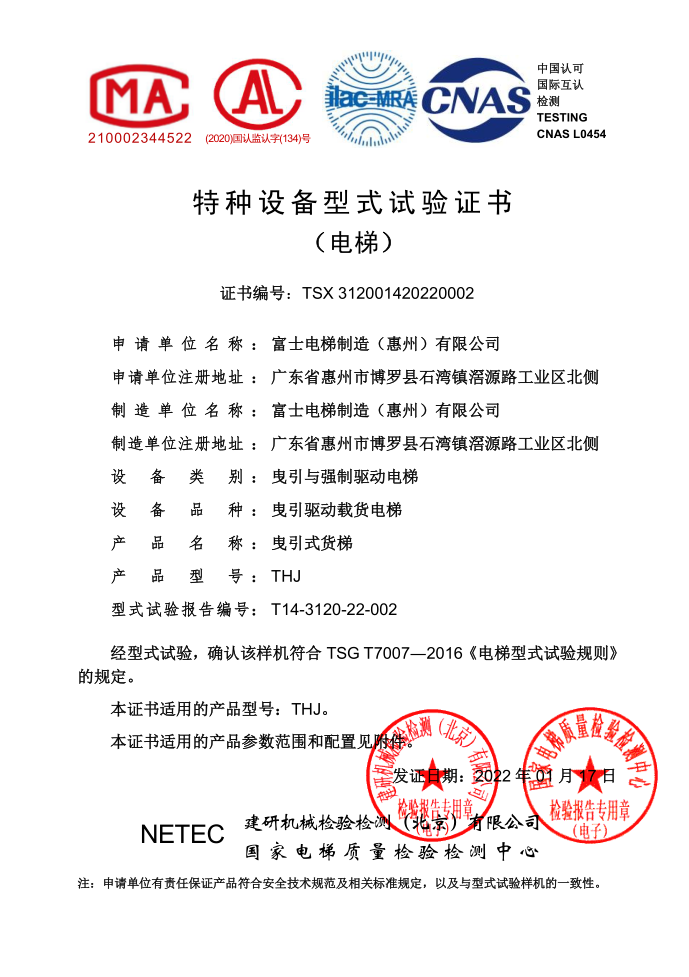 MA
210002344522
AL
(2020)国认监认字(134)号
ilac-MRA
CNAS
中国认可
国际互认
检测
TESTING
CNAS L0454
特种设备型式试验证书
（电梯）
证书编号：TSX 312001420220002
申请单位名称：富士电梯制造（惠州）有限公司
申请单位注册地址：广东省惠州市博罗县石湾镇滘源路工业区北侧
制造单位名称：富士电梯制造（惠州）有限公司
制造单位注册地址：广东省惠州市博罗县石湾镇滘源路工业区北侧
设备类别：曳引与强制驱动电梯
设备品种：曳引驱动载货电梯
产品名称：曳引式货梯
产品型号：THJ
型式试验报告编号：T14-3120-22-002
经型式试验，确认该样机符合 TSG T7007—2016《电梯型式试验规则》
的规定。
本证书适用的产品型号：THJ。
本证书适用的产品参数范围和配置见附件。
发证日期：2022 年 01 月 17 日
建研机械检验检测（北京）有限公司
检验报告专用章
（电子）
国家电梯质量检验检测中心
检验报告专用章
（电子）
NETEC
建研机械检验检测（北京）有限公司
国家电梯质量检验检测中心
注：申请单位有责任保证产品符合安全技术规范及相关标准规定，以及与型式试验样机的一致性。